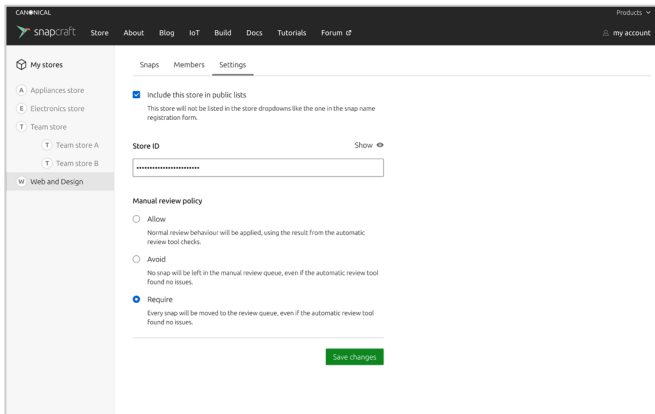 CANONICAL
Products
snapcraft Store About Blog IoT Build Docs Tutorials Forum my account
My stores
A Appliances store
E Electronics store
T Team store
T Team store A
T Team store B
W Web and Design
Snaps Members Settings
Include this store in public lists
This store will not be listed in the store dropdowns like the one in the snap name
registration form.
Store ID Show
Manual review policy
Allow
Normal review behaviour will be applied, using the result from the automatic
review tool checks.
Avoid
No snap will be left in the manual review queue, even if the automatic review tool
found no issues.
Require
Every snap will be moved to the review queue, even if the automatic review tool
found no issues.
Save changes